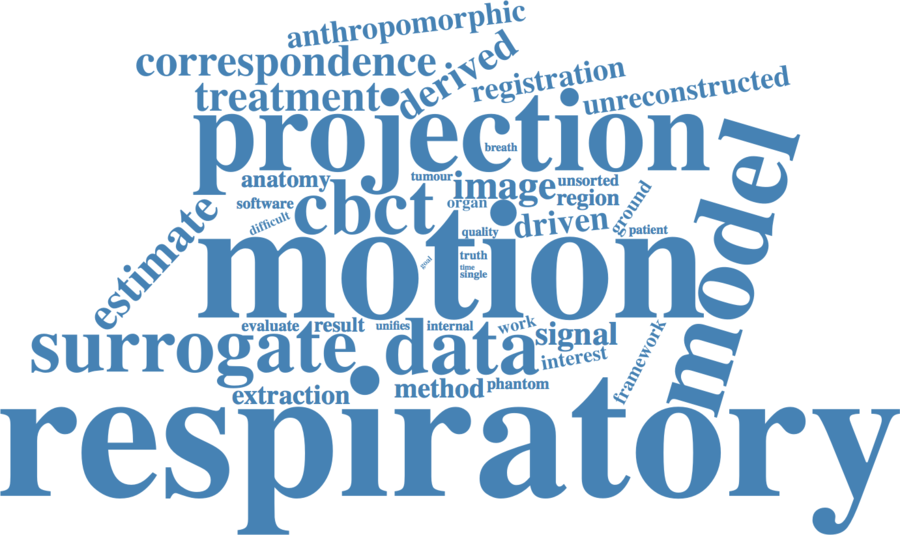 anthropomorphic
correspondence
derived
registration
treatment
unreconstructed
projection
breath
model
anatomy
tumour
image
unsorted
software
cbct
organ
region
ground
difficult
quality
driven
patient
estimate
motion
truth
goal
time
single
evaluate
result
unifies
internal
work
signal
surrogate
data
interest
framework
extraction
method
phantom
respiratory